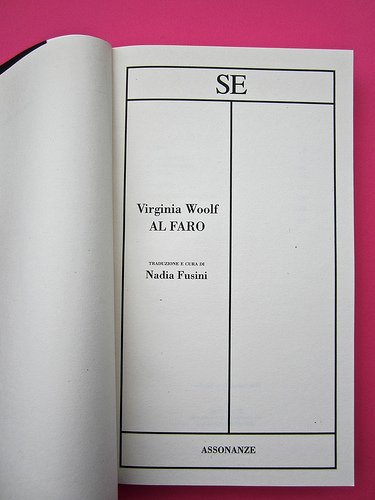 SE
Virginia Woolf
AL FARO
TRADUZIONE E CURA DI
Nadia Fusini
ASSONANZE